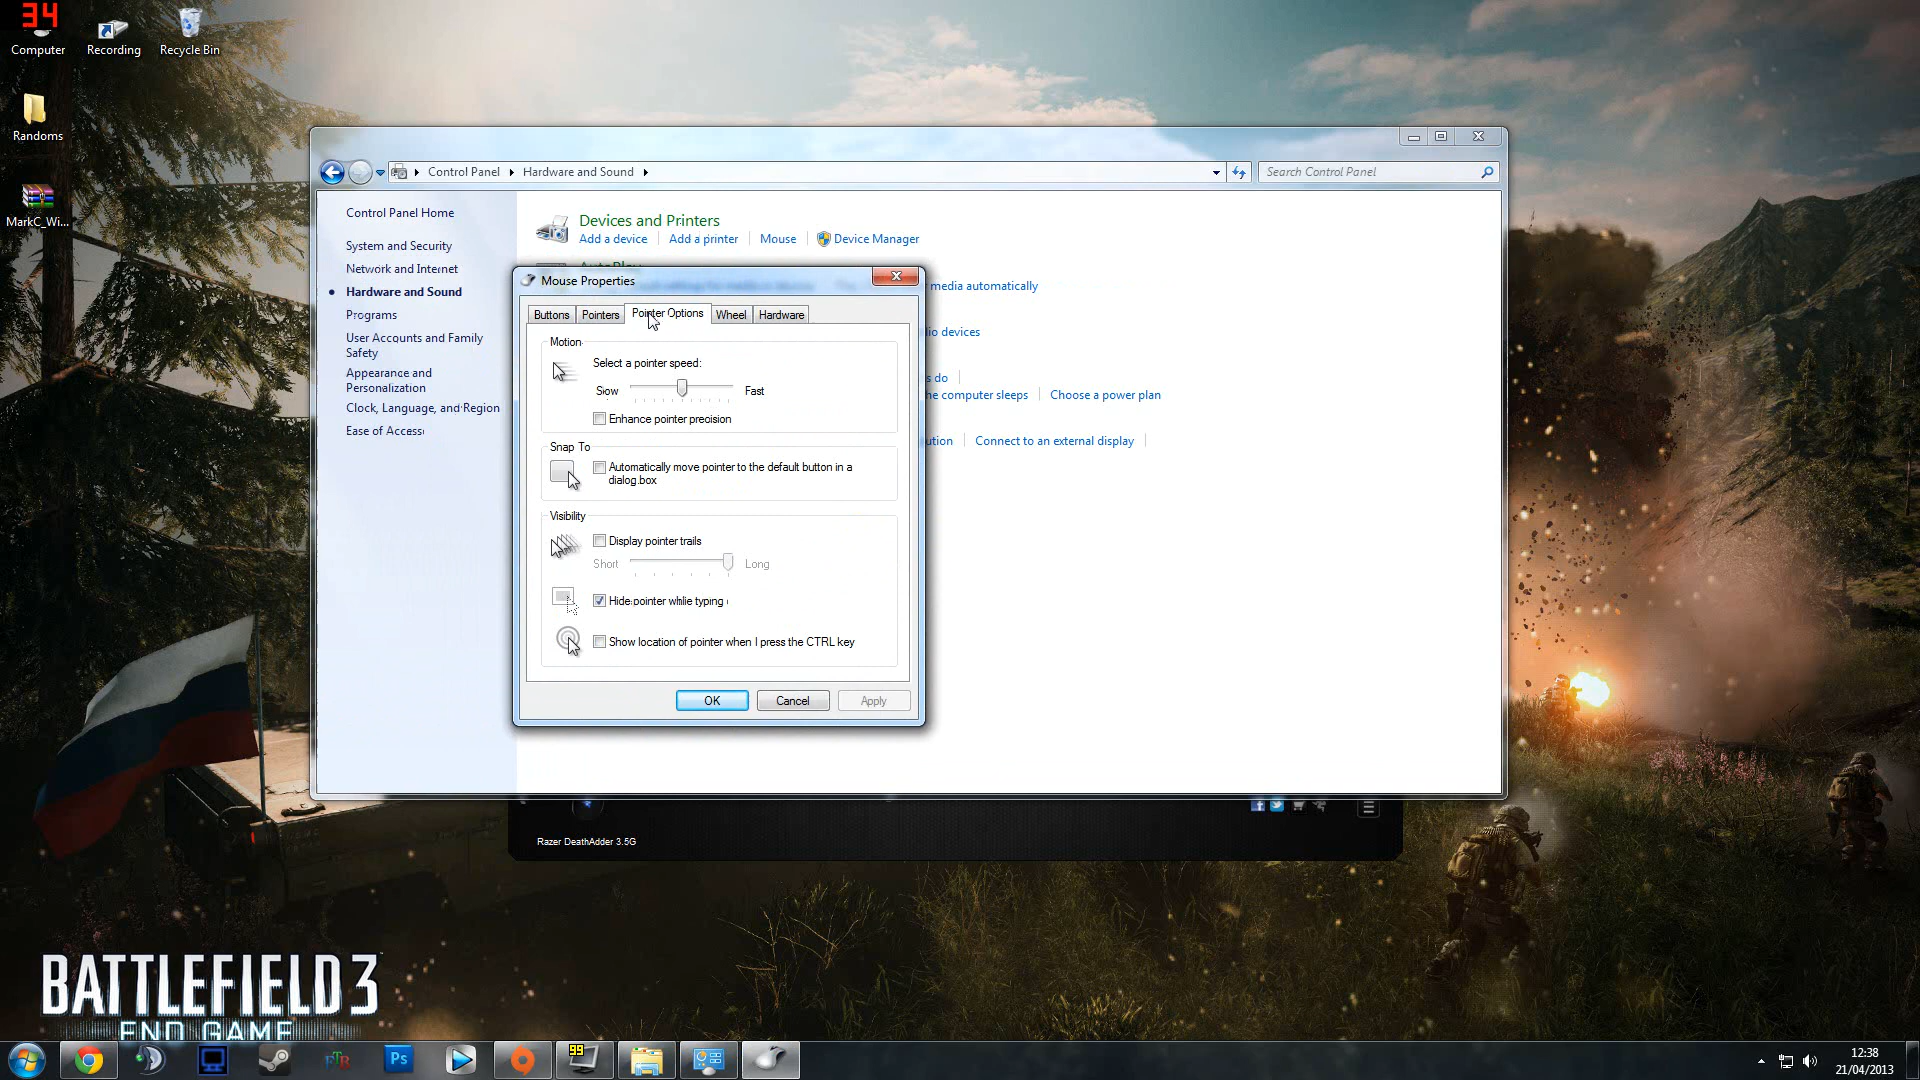 34
Computer
Recording
Recycle Bin
Randoms
MarkC_Wi...
Control Panel
Hardware and Sound
Search Control Panel
Control Panel Home
System and Security
Network and Internet
Hardware and Sound
Programs
User Accounts and Family
Safety
Appearance and
Personalization
Clock, Language, and Region
Ease of Access
Devices and Printers
Add a device
Add a printer
Mouse
Device Manager
AutoPlay
media automatically
io devices
s do
he computer sleeps
Choose a power plan
ution
Connect to an external display
Mouse Properties
Buttons
Pointers
Pointer Options
Wheel
Hardware
Motion
Select a pointer speed:
Slow
Fast
Enhance pointer precision
Snap To
Automatically move pointer to the default button in a
dialog box
Visibility
Display pointer trails
Short
Long
Hide pointer while typing
Show location of pointer when I press the CTRL key
OK
Cancel
Apply
Razer DeathAdder 3.5G
BATTLEFIELD 3
END GAME
FTR
Ps
99
12:38
21/04/2013